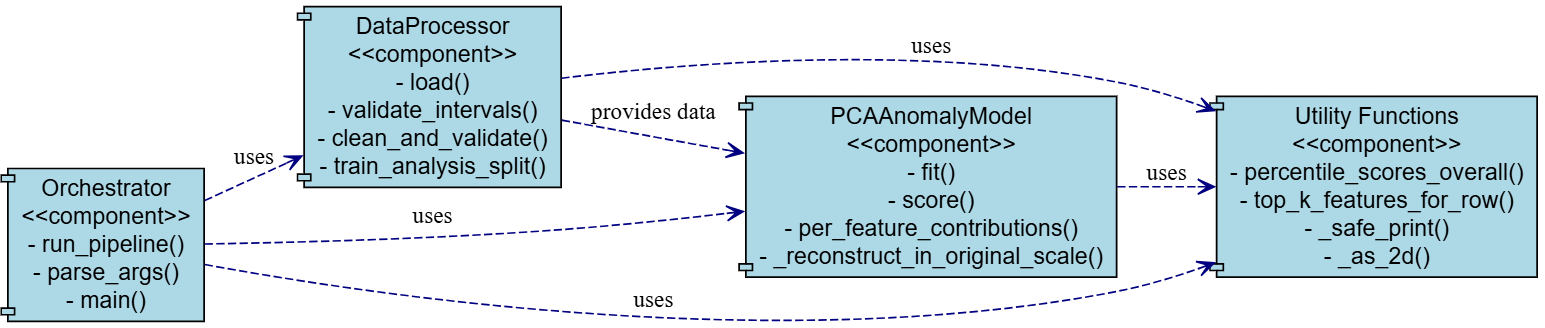 DataProcessor
<<component>>
- load()
- validate_intervals()
- clean_and_validate()
- train_analysis_split()
uses
provides data
PCAAnomalyModel
<<component>>
- fit()
- score()
- per_feature_contributions()
- _reconstruct_in_original_scale()
Utility Functions
<<component>>
- percentile_scores_overall()
- top_k_features_for_row()
- _safe_print()
- _as_2d()
uses
uses
Orchestrator
<<component>>
- run_pipeline()
- parse_args()
- main()
uses
uses